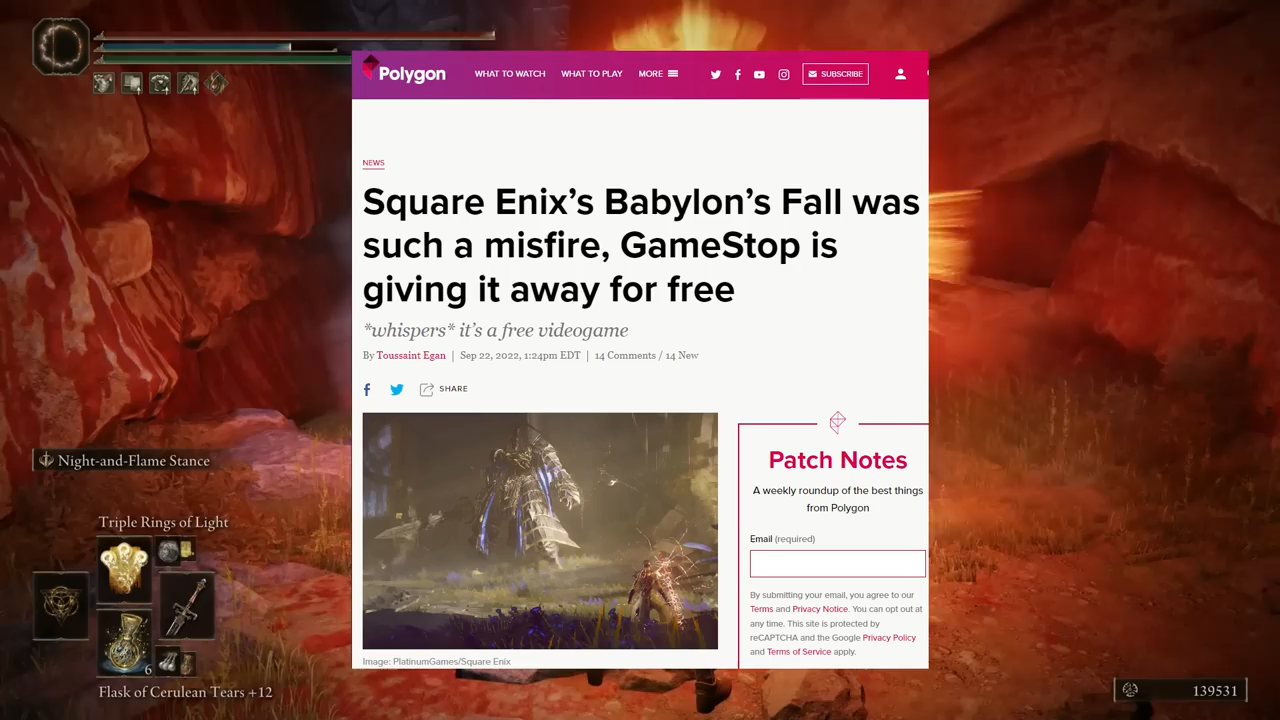 Polygon
WHAT TO WATCH WHAT TO PLAY MORE SUBSCRIBE
NEWS
Square Enix’s Babylon’s Fall was
such a misfire, GameStop is
giving it away for free
*whispers* it’s a free videogame
By Toussaint Egan | Sep 22, 2022, 1:24pm EDT | 14 Comments / 14 New
SHARE
Patch Notes
A weekly roundup of the best things
from Polygon
Email (required)
By submitting your email, you agree to our
Terms and Privacy Notice. You can opt out at
any time. This site is protected by
reCAPTCHA and the Google Privacy Policy
and Terms of Service apply.
Image: PlatinumGames/Square Enix
Night-and-Flame Stance
Triple Rings of Light
6
Flask of Cerulean Tears +12
139531